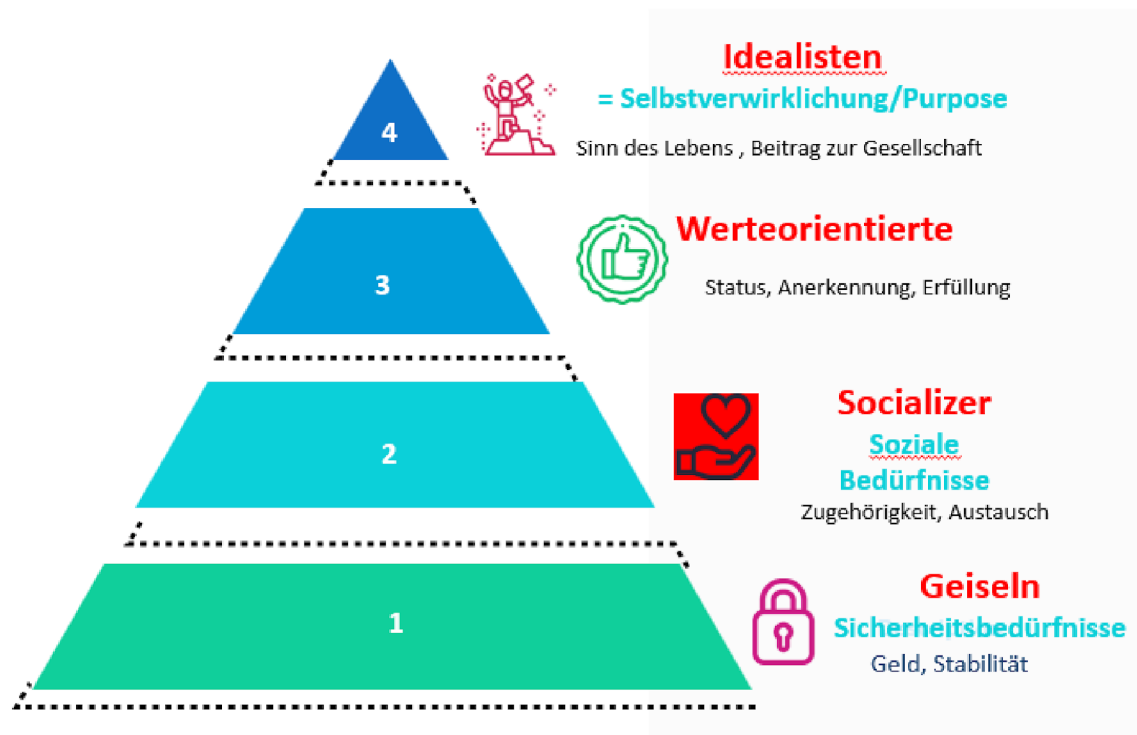 Idealisten
= Selbstverwirklichung/Purpose
4
Sinn des Lebens , Beitrag zur Gesellschaft
Werteorientierte
3
Status, Anerkennung, Erfüllung
Socializer
Soziale
2
Bedürfnisse
Zugehörigkeit, Austausch
Geiseln
1
Sicherheitsbedürfnisse
Geld, Stabilität